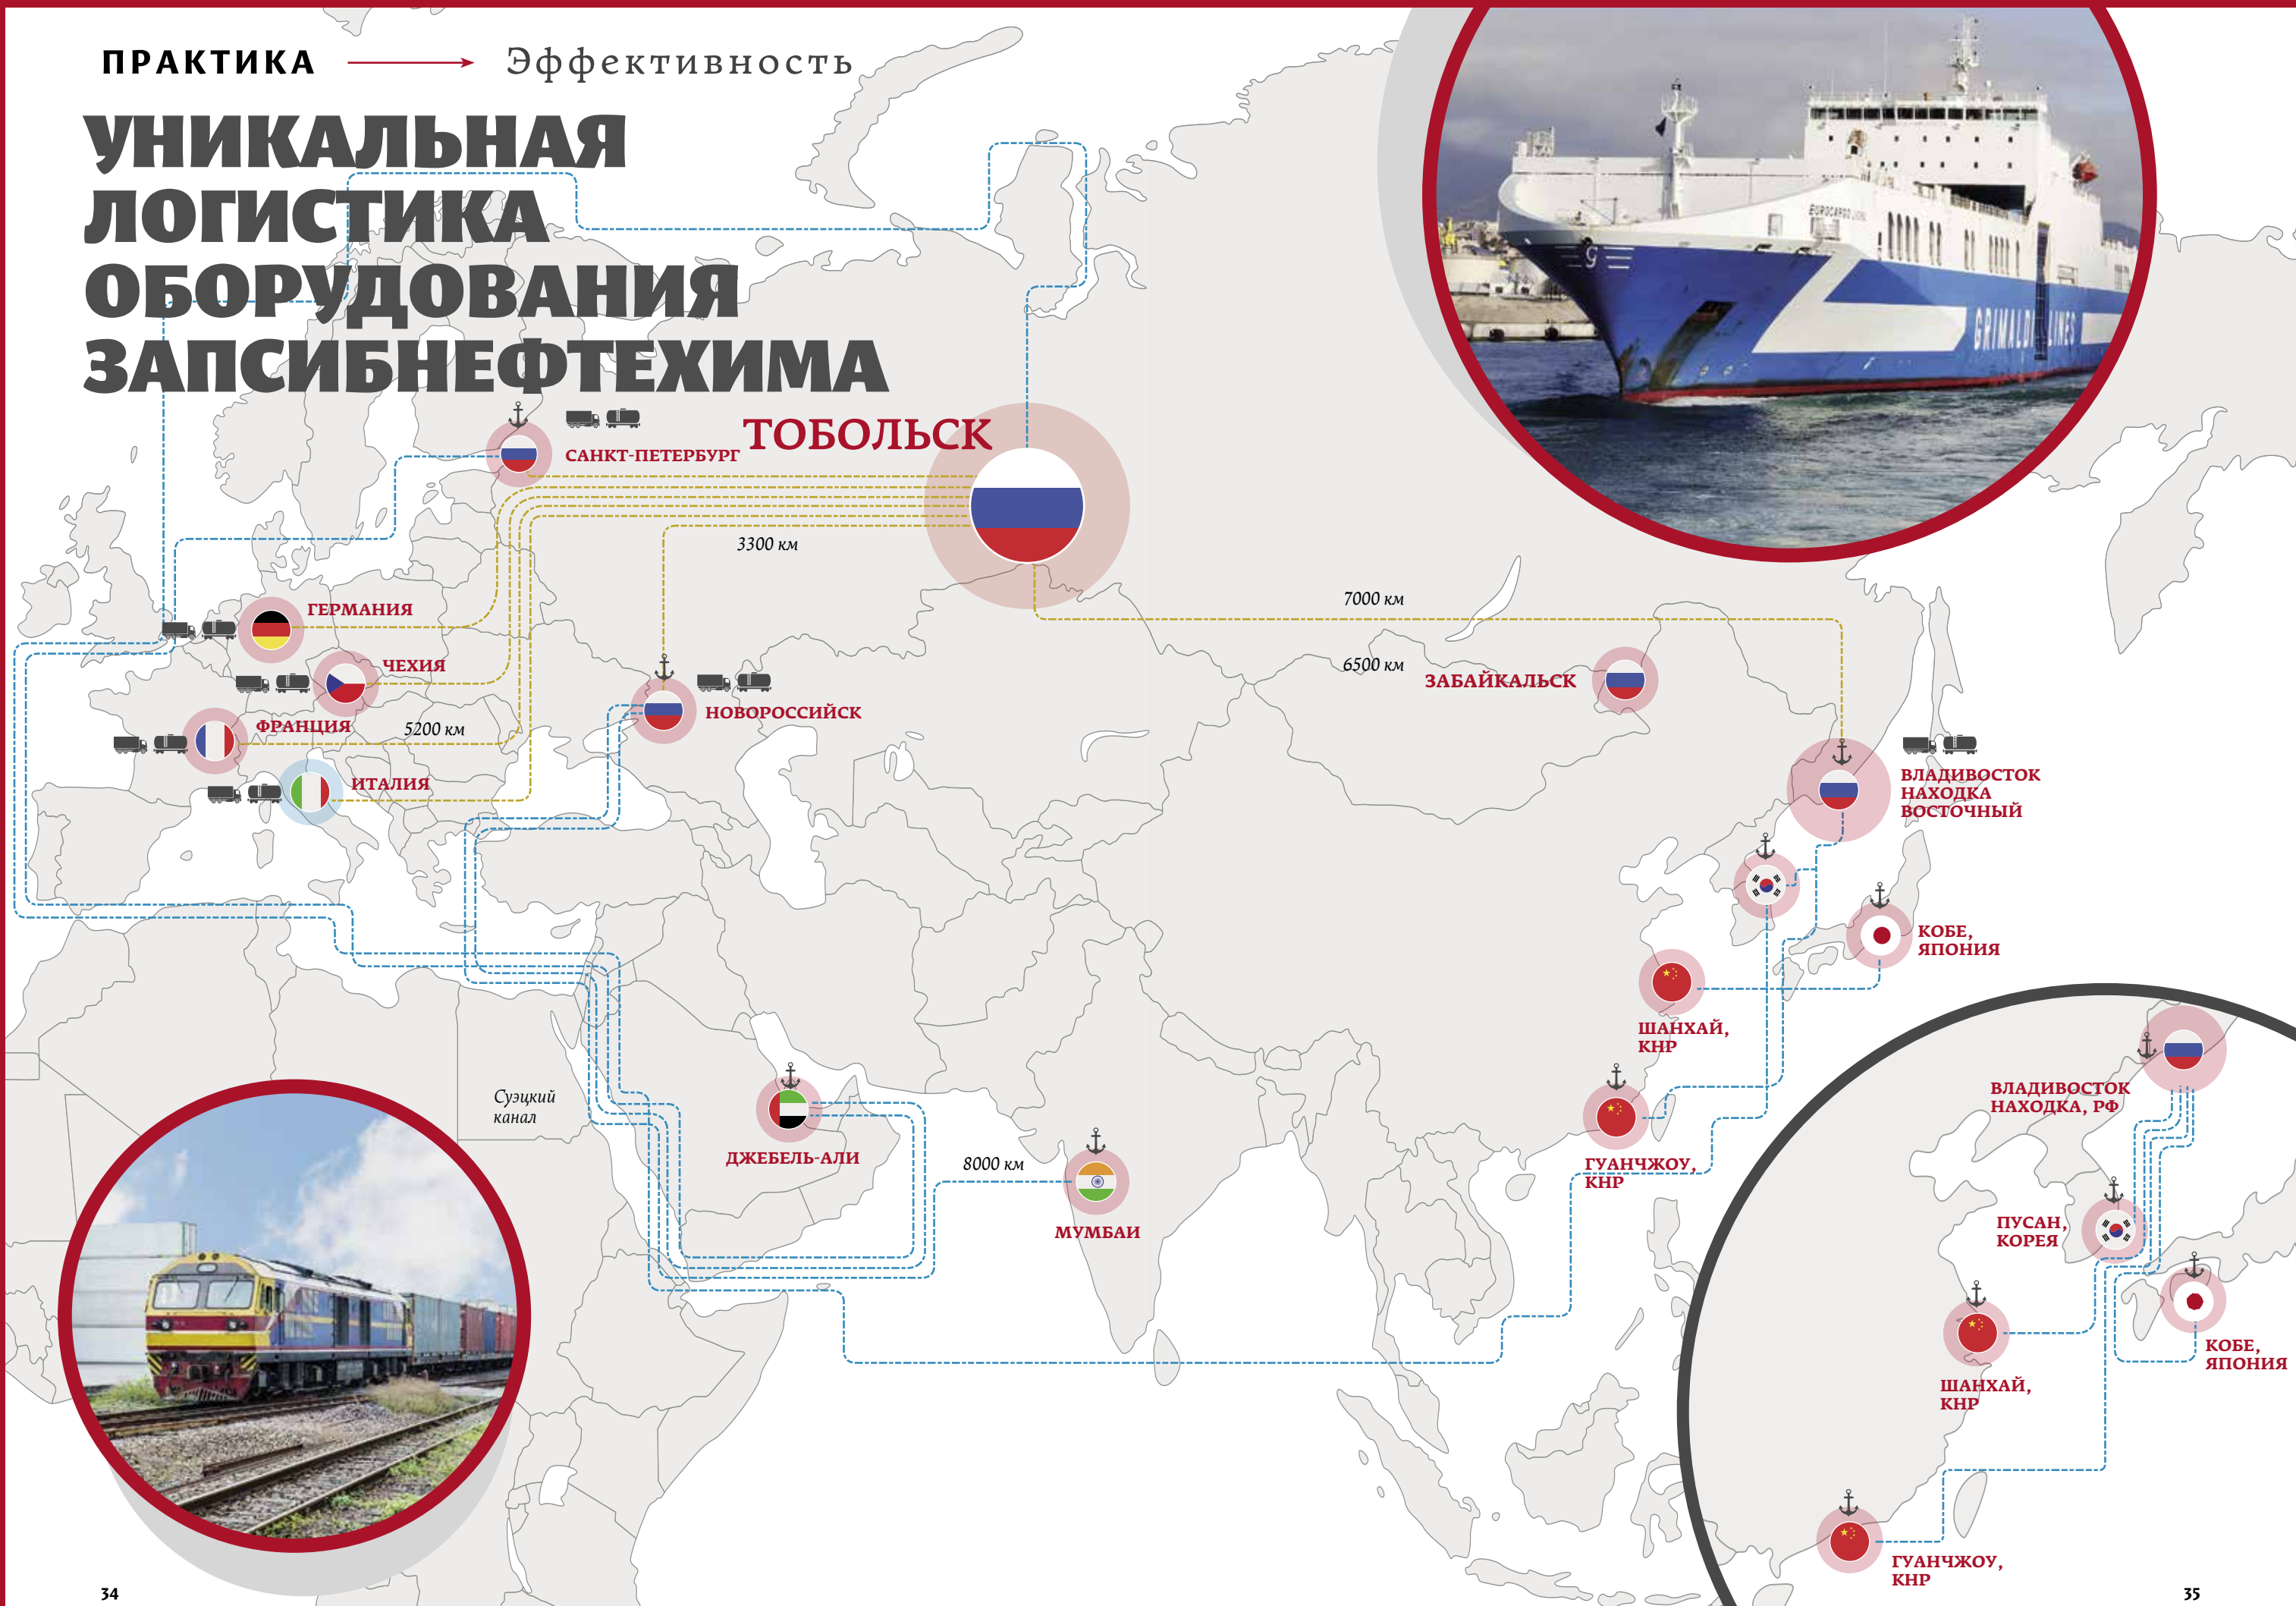 ПРАКТИКА
Эффективность
УНИКАЛЬНАЯ
ЛОГИСТИКА
ОБОРУДОВАНИЯ
ЗАПСИБНЕФТЕХИМА
GRIMALDI LINES
ТОБОЛЬСК
САНКТ-ПЕТЕРБУРГ
3300 км
7000 км
ГЕРМАНИЯ
ЧЕХИЯ
6500 км
ЗАБАЙКАЛЬСК
НОВОРОССИЙСК
ФРАНЦИЯ
5200 км
ИТАЛИЯ
ВЛАДИВОСТОК
НАХОДКА
ВОСТОЧНЫЙ
КОБЕ,
ЯПОНИЯ
ШАНХАЙ,
КНР
Суэцкий
канал
ДЖЕБЕЛЬ-АЛИ
8000 км
МУМБАИ
ГУАНЧЖОУ,
КНР
ВЛАДИВОСТОК
НАХОДКА, РФ
ПУСАН,
КОРЕЯ
КОБЕ,
ЯПОНИЯ
ШАНХАЙ,
КНР
ГУАНЧЖОУ,
КНР
34
35